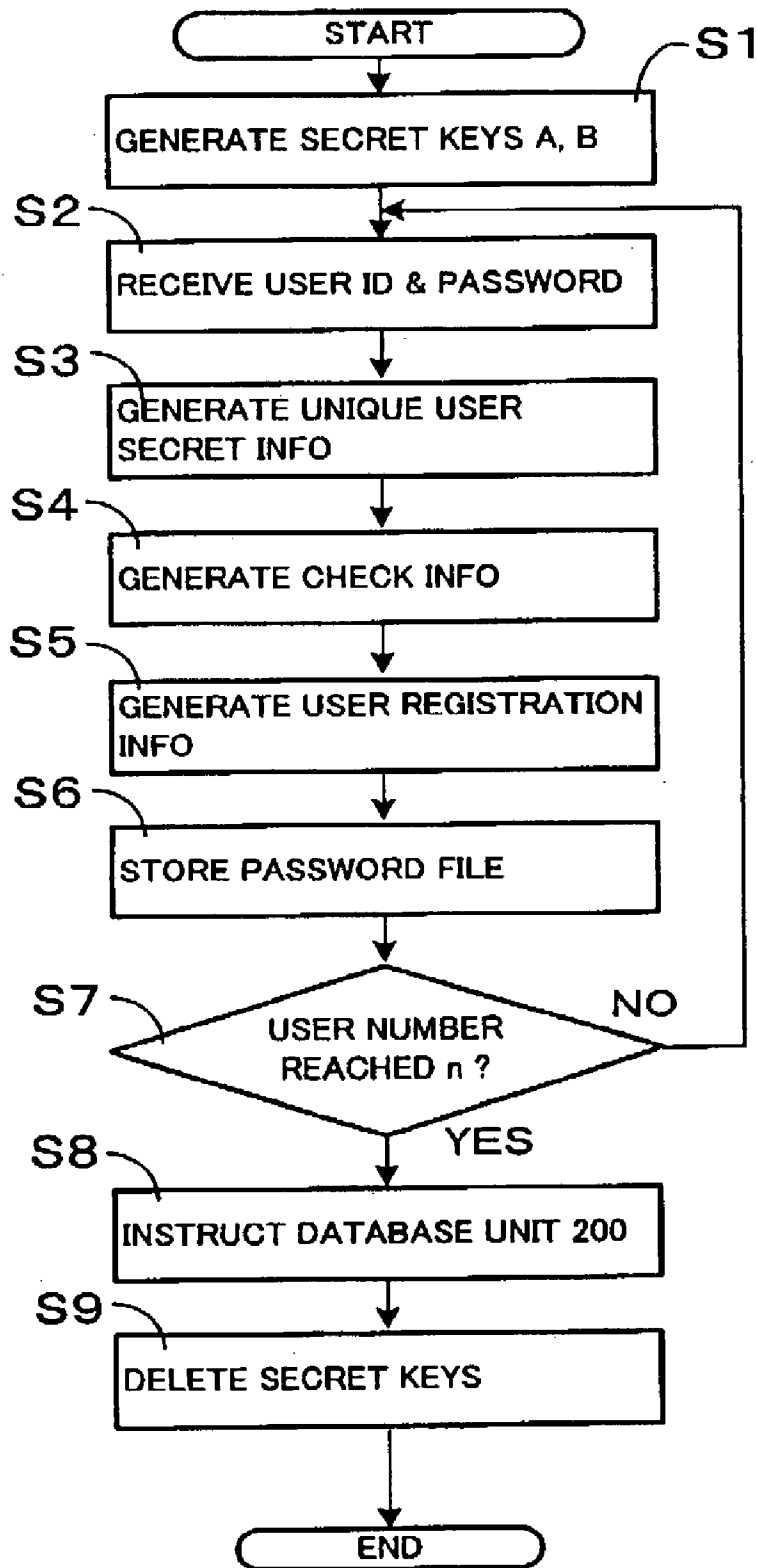 START
S1
GENERATE SECRET KEYS A, B
S2
RECEIVE USER ID & PASSWORD
S3
GENERATE UNIQUE USER
SECRET INFO
S4
GENERATE CHECK INFO
S5
GENERATE USER REGISTRATION
INFO
S6
STORE PASSWORD FILE
S7
USER NUMBER
REACHED n ?
NO
YES
S8
INSTRUCT DATABASE UNIT 200
S9
DELETE SECRET KEYS
END